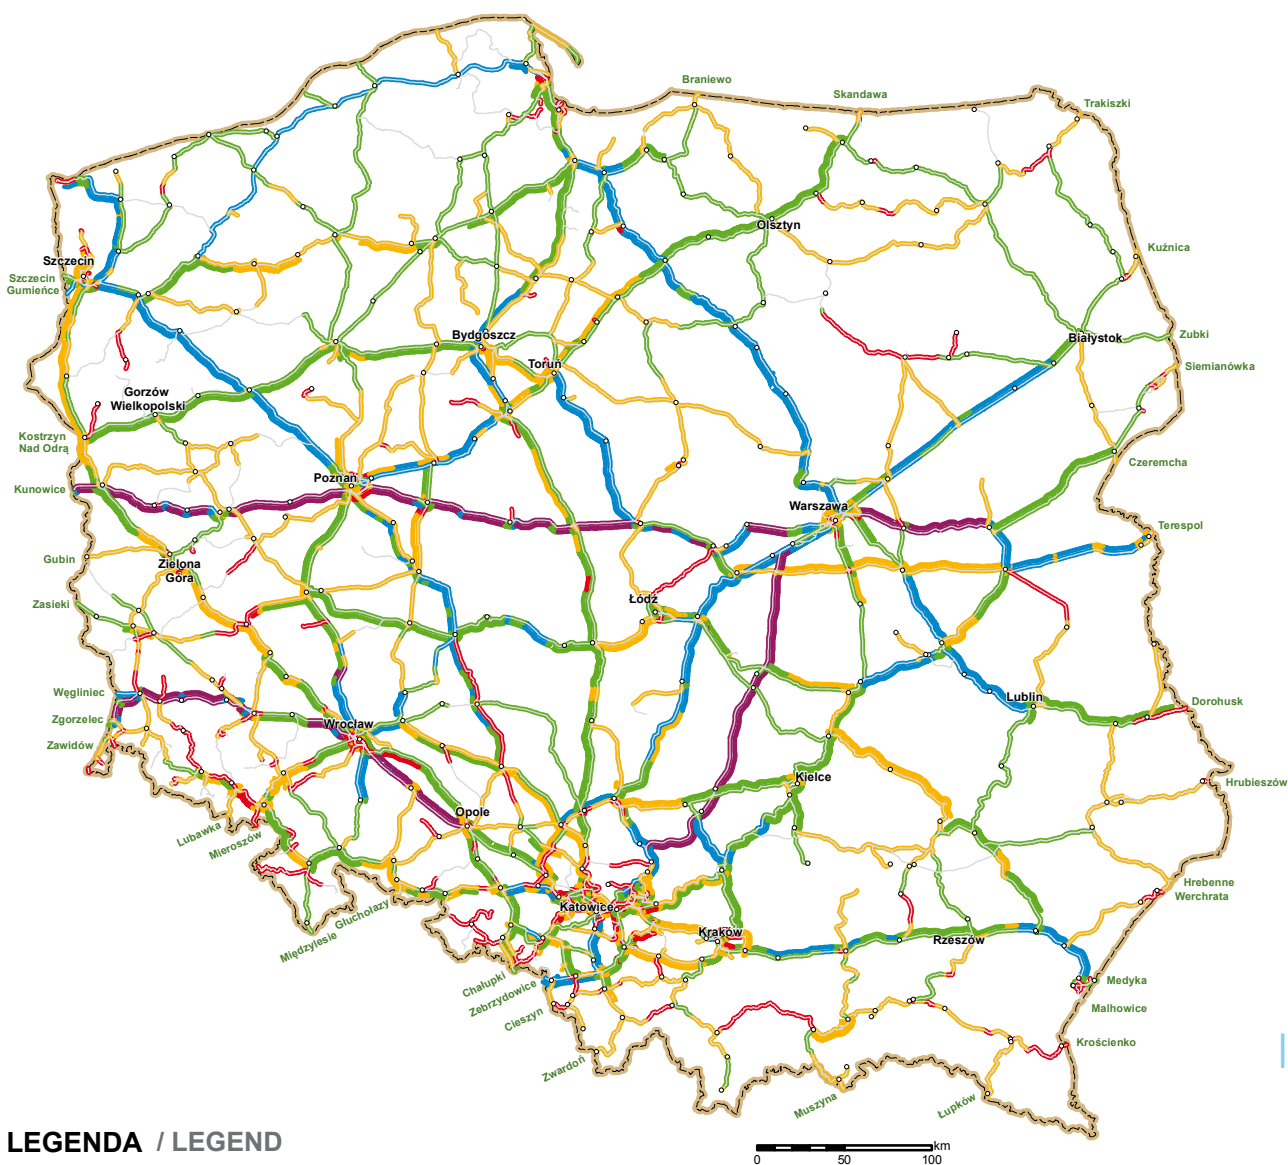 Braniewo
Skandawa
Trakiszki
Olsztyn
Kuźnica
Szczecin
Szczecin
Gumieńce
Bydgoszcz
Białystok
Zubki
Toruń
Siemianówka
Gorzów
Wielkopolski
Kostrzyn
Nad Odrą
Czeremcha
Poznań
Kunowice
Warszawa
Terespol
Gubin
Zielona
Góra
Zasieki
Łódź
Węgliniec
Lublin
Dorohusk
Zgorzelec
Wrocław
Zawidów
Kielce
Hrubieszów
Opole
Lubawka
Mieroszów
Hrebenne
Werchrata
Głuchołazy
Katowice
Międzylesie
Kraków
Rzeszów
Chałupki
Zebrzydowice
Medyka
Cieszyn
Malhowice
Krościenko
Zwardoń
Muszyna
Łupków
LEGENDA / LEGEND
km
0 50 100